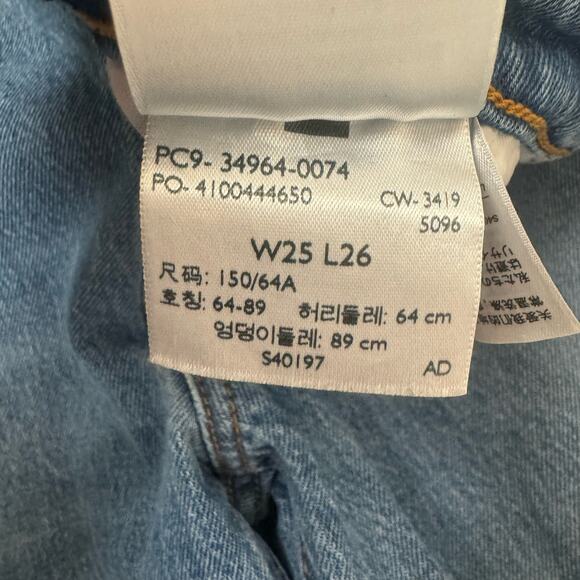 PC9- 34964-0074
PO- 4100444650 CW- 3419
5096
W25 L26
尺码: 150/64A
호칭: 64-89 허리둘레: 64 cm
엉덩이둘레: 89 cm
S40197 AD